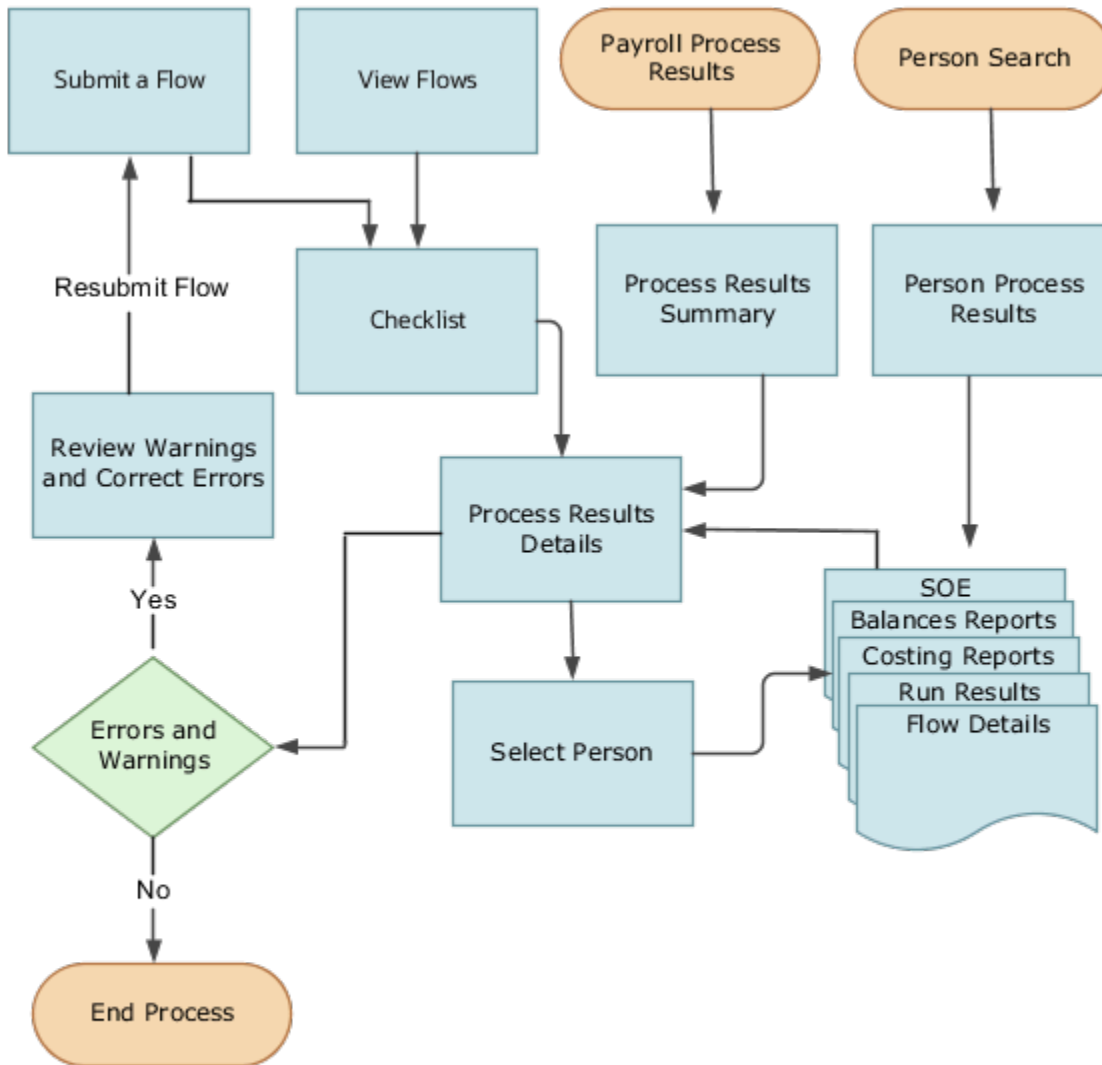 Submit a Flow
View Flows
Payroll Process
Results
Person Search
Resubmit Flow
Checklist
Process Results
Summary
Person Process
Results
Review Warnings
and Correct Errors
Process Results
Details
Yes
SOE
Balances Reports
Costing Reports
Run Results
Flow Details
Errors and
Warnings
Select Person
No
End Process